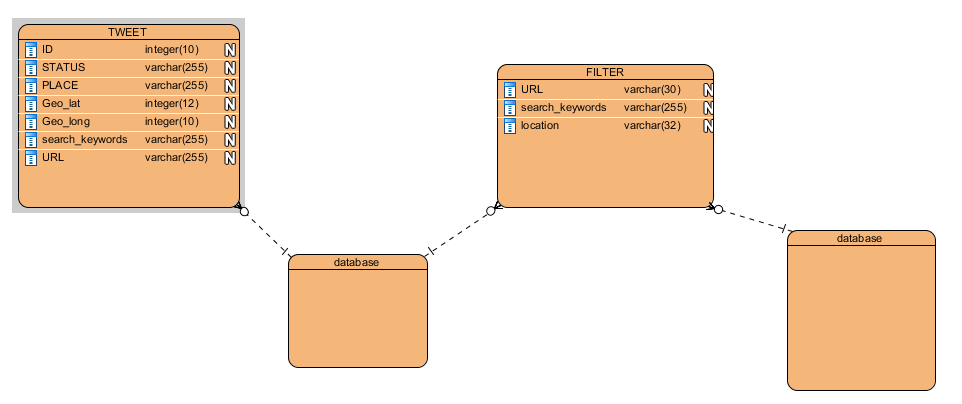 TWEET
ID integer(10) N
STATUS varchar(255) N
PLACE varchar(255) N
Geo_lat integer(12) N
Geo_long integer(10) N
search_keywords varchar(255) N
URL varchar(255) N
FILTER
URL varchar(30) N
search_keywords varchar(255) N
location varchar(32) N
database
database